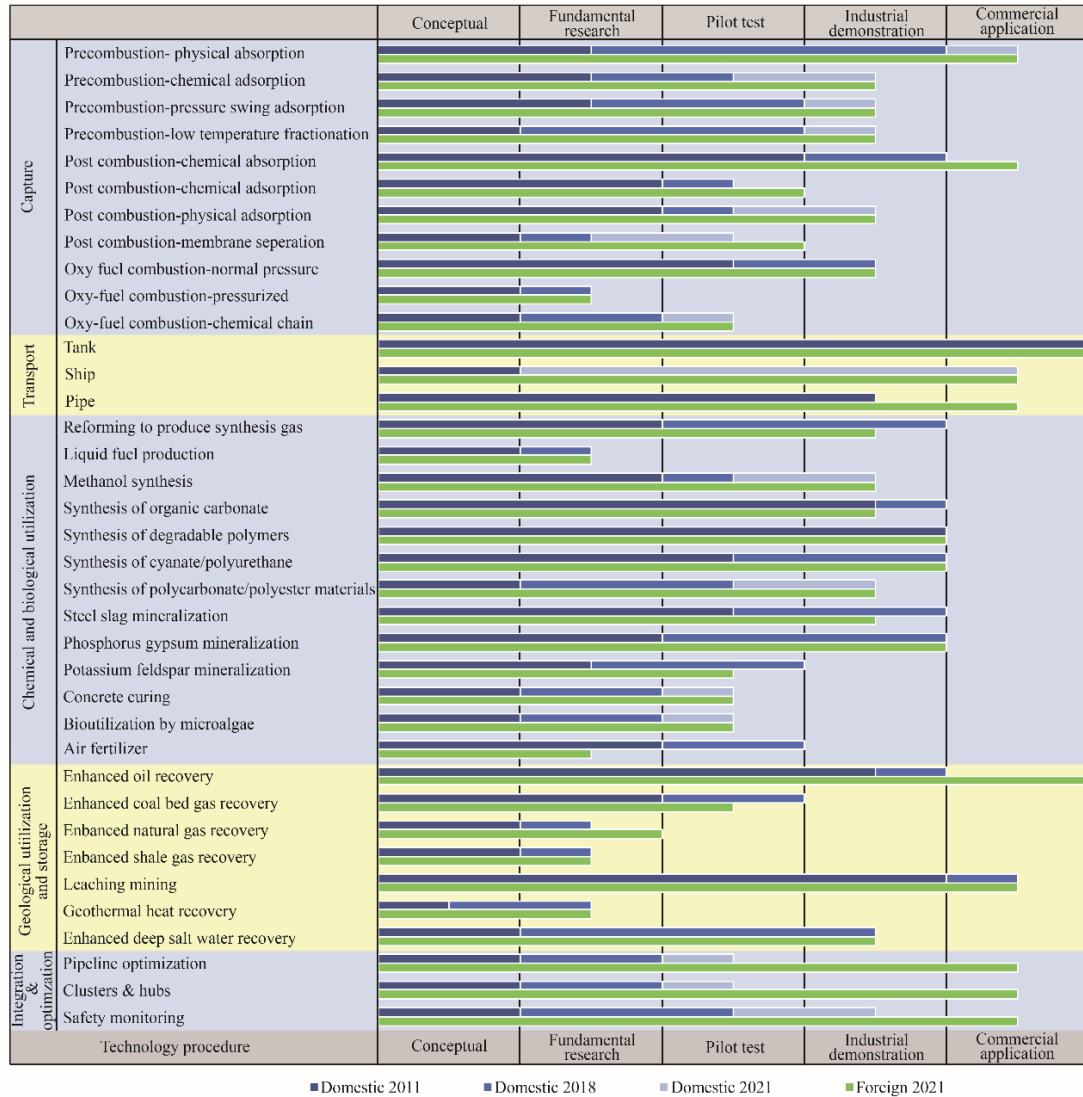 Conceptual
Fundamental
research
Pilot test
Industrial
demonstration
Commercial
application
Capture
Precombustion- physical absorption
Precombustion-chemical adsorption
Precombustion-pressure swing adsorption
Precombustion-low temperature fractionation
Post combustion-chemical absorption
Post combustion-chemical adsorption
Post combustion-physical adsorption
Post combustion-membrane seperation
Oxy fuel combustion-normal pressure
Oxy-fuel combustion-pressurized
Oxy-fuel combustion-chemical chain
Transport
Tank
Ship
Pipe
Chemical and biological utilization
Reforming to produce synthesis gas
Liquid fuel production
Methanol synthesis
Synthesis of organic carbonate
Synthesis of degradable polymers
Synthesis of cyanate/polyurethane
Synthesis of polycarbonate/polyester materials
Steel slag mineralization
Phosphorus gypsum mineralization
Potassium feldspar mineralization
Concrete curing
Bioutilization by microalgae
Air fertilizer
Geological utiilization
and storage
Enhanced oil recovery
Enhanced coal bed gas recovery
Enhanced natural gas recovery
Enhanced shale gas recovery
Leaching mining
Geothermal heat recovery
Enhanced deep salt water recovery
Integration
&
optimzation
Pipeline optimization
Clusters & hubs
Safety monitoring
Technology procedure
Conceptual
Fundamental
research
Pilot test
Industrial
demonstration
Commercial
application
Domestic 2011
Domestic 2018
Domestic 2021
Foreign 2021